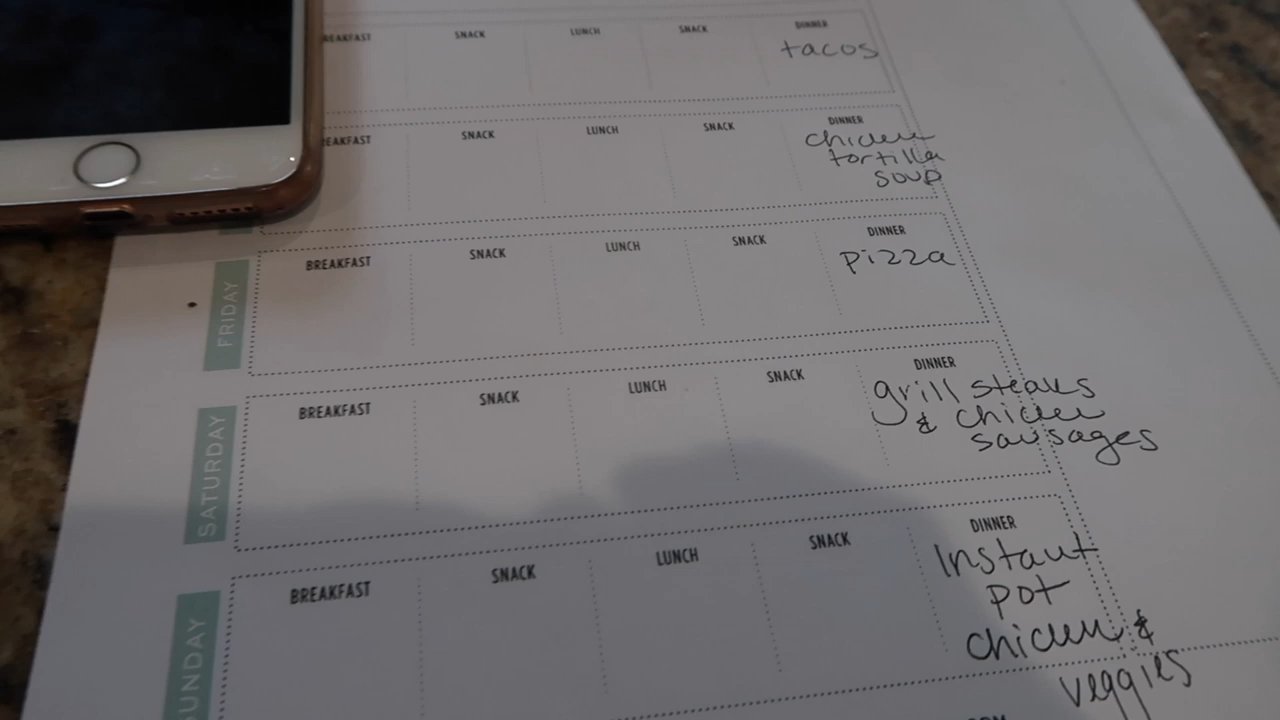 BREAKFAST SNACK LUNCH SNACK DINNER
tacos
BREAKFAST SNACK LUNCH SNACK DINNER
chicken
tortilla
soup
FRIDAY
BREAKFAST SNACK LUNCH SNACK DINNER
pizza
SATURDAY
BREAKFAST SNACK LUNCH SNACK DINNER
grill steaks
& chicken
sausages
SUNDAY
BREAKFAST SNACK LUNCH SNACK DINNER
Instant
pot
chicken &
veggies